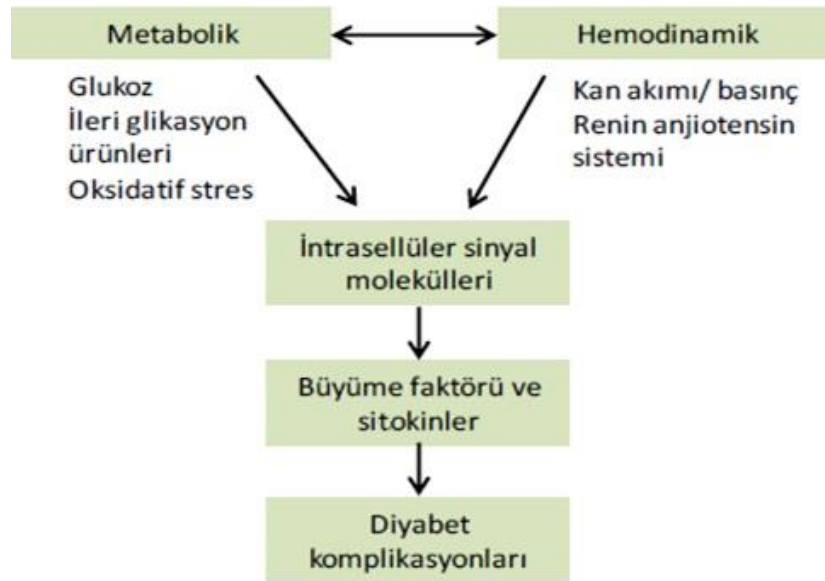 Metabolik
Hemodinamik
Glukoz
İleri glikasyon
ürünleri
Oksidatif stres
Kan akımı/ basınç
Renin anjiotensin
sistemi
İntrasellüler sinyal
molekülleri
Büyüme faktörü ve
sitokinler
Diyabet
komplikasyonları